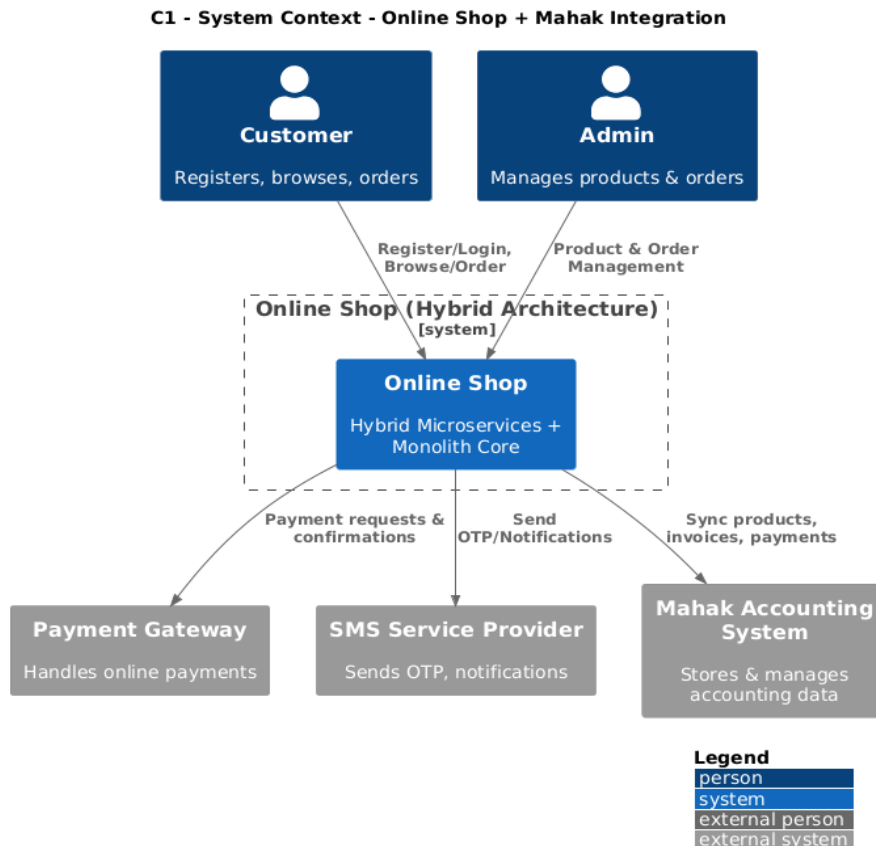 C1 - System Context - Online Shop + Mahak Integration
Customer
Registers, browses, orders
Admin
Manages products & orders
Register/Login,
Browse/Order
Product & Order
Management
Online Shop (Hybrid Architecture)
[system]
Online Shop
Hybrid Microservices +
Monolith Core
Payment requests &
confirmations
Send
OTP/Notifications
Sync products,
invoices, payments
Payment Gateway
Handles online payments
SMS Service Provider
Sends OTP, notifications
Mahak Accounting
System
Stores & manages
accounting data
Legend
person
system
external person
external system